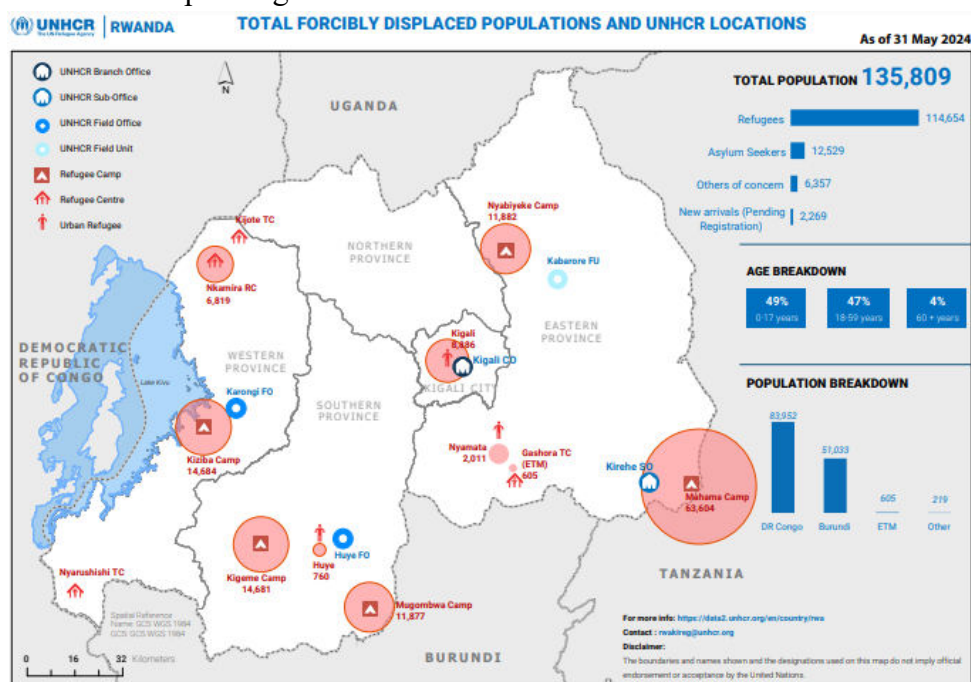 UNHCR
The UN Refugee Agency
RWANDA
TOTAL FORCIBLY DISPLACED POPULATIONS AND UNHCR LOCATIONS
As of 31 May 2024
UNHCR Branch Office
UNHCR Sub-Office
UNHCR Field Office
UNHCR Field Unit
Refugee Camp
Refugee Centre
Urban Refugee
N
UGANDA
NORTHERN
PROVINCE
Nyabiyeke Camp
11,882
Kabarore FU
EASTERN
PROVINCE
Kijote TC
Nkamira RC
6,819
DEMOCRATIC
REPUBLIC
OF CONGO
Lake Kivu
WESTERN
PROVINCE
Karongi FO
Kiziba Camp
14,684
SOUTHERN
PROVINCE
Kigali
8,886
Kigali CO
KIGALI CITY
Nyamata
2,011
Gashora TC
(ETM)
605
Kirehe SO
Mahama Camp
63,604
Kigeme Camp
14,681
Huye
760
Huye FO
Mugombwa Camp
11,877
Nyarushishi TC
TANZANIA
BURUNDI
Spatial Reference
Name: GCS WGS 1984
GCS: GCS WGS 1984
0 16 32 Kilometers
TOTAL POPULATION 135,809
Refugees 114,654
Asylum Seekers 12,529
Others of concern 6,357
New arrivals (Pending
Registration) 2,269
AGE BREAKDOWN
49% 47% 4%
0-17 years 18-59 years 60 + years
POPULATION BREAKDOWN
83,952 51,033 605 219
DR Congo Burundi ETM Other
For more info: https://data2.unhcr.org/en/country/rwa
Contact : rwakireg@unhcr.org
Disclaimer:
The boundaries and names shown and the designations used on this map do not imply official
endorsement or acceptance by the United Nations.